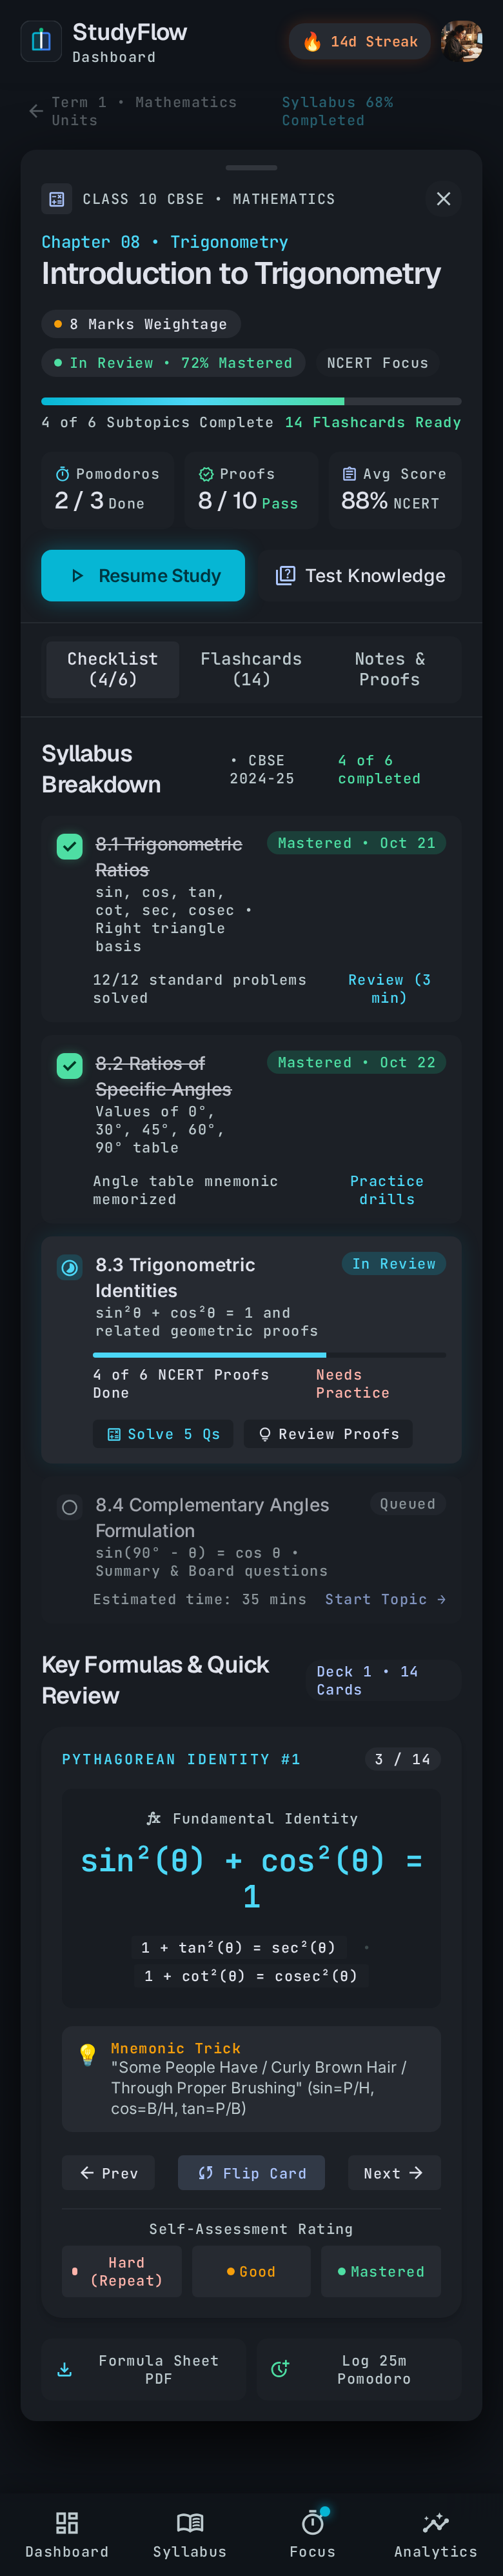 StudyFlow
Dashboard
🔥 14d Streak
← Term 1 • Mathematics
Units
Syllabus 68%
Completed
CLASS 10 CBSE • MATHEMATICS
Chapter 08 • Trigonometry
Introduction to Trigonometry
8 Marks Weightage
In Review • 72% Mastered
NCERT Focus
4 of 6 Subtopics Complete
14 Flashcards Ready
Pomodoros
2 / 3 Done
Proofs
8 / 10 Pass
Avg Score
88% NCERT
Resume Study
Test Knowledge
Checklist
(4/6)
Flashcards
(14)
Notes &
Proofs
Syllabus
Breakdown
• CBSE
2024-25
4 of 6
completed
8.1 Trigonometric
Ratios
Mastered • Oct 21
sin, cos, tan,
cot, sec, cosec •
Right triangle
basis
12/12 standard problems
solved
Review (3
min)
8.2 Ratios of
Specific Angles
Mastered • Oct 22
Values of 0°,
30°, 45°, 60°,
90° table
Angle table mnemonic
memorized
Practice
drills
8.3 Trigonometric
Identities
In Review
sin²θ + cos²θ = 1 and
related geometric proofs
4 of 6 NCERT Proofs
Done
Needs
Practice
Solve 5 Qs
Review Proofs
8.4 Complementary Angles
Formulation
Queued
sin(90° - θ) = cos θ •
Summary & Board questions
Estimated time: 35 mins
Start Topic →
Key Formulas & Quick
Review
Deck 1 • 14
Cards
PYTHAGOREAN IDENTITY #1
3 / 14
Fundamental Identity
sin²(θ) + cos²(θ) =
1
1 + tan²(θ) = sec²(θ) •
1 + cot²(θ) = cosec²(θ)
💡 Mnemonic Trick
"Some People Have / Curly Brown Hair /
Through Proper Brushing" (sin=P/H,
cos=B/H, tan=P/B)
← Prev
Flip Card
Next →
Self-Assessment Rating
Hard
(Repeat)
Good
Mastered
Formula Sheet
PDF
Log 25m
Pomodoro
Dashboard
Syllabus
Focus
Analytics